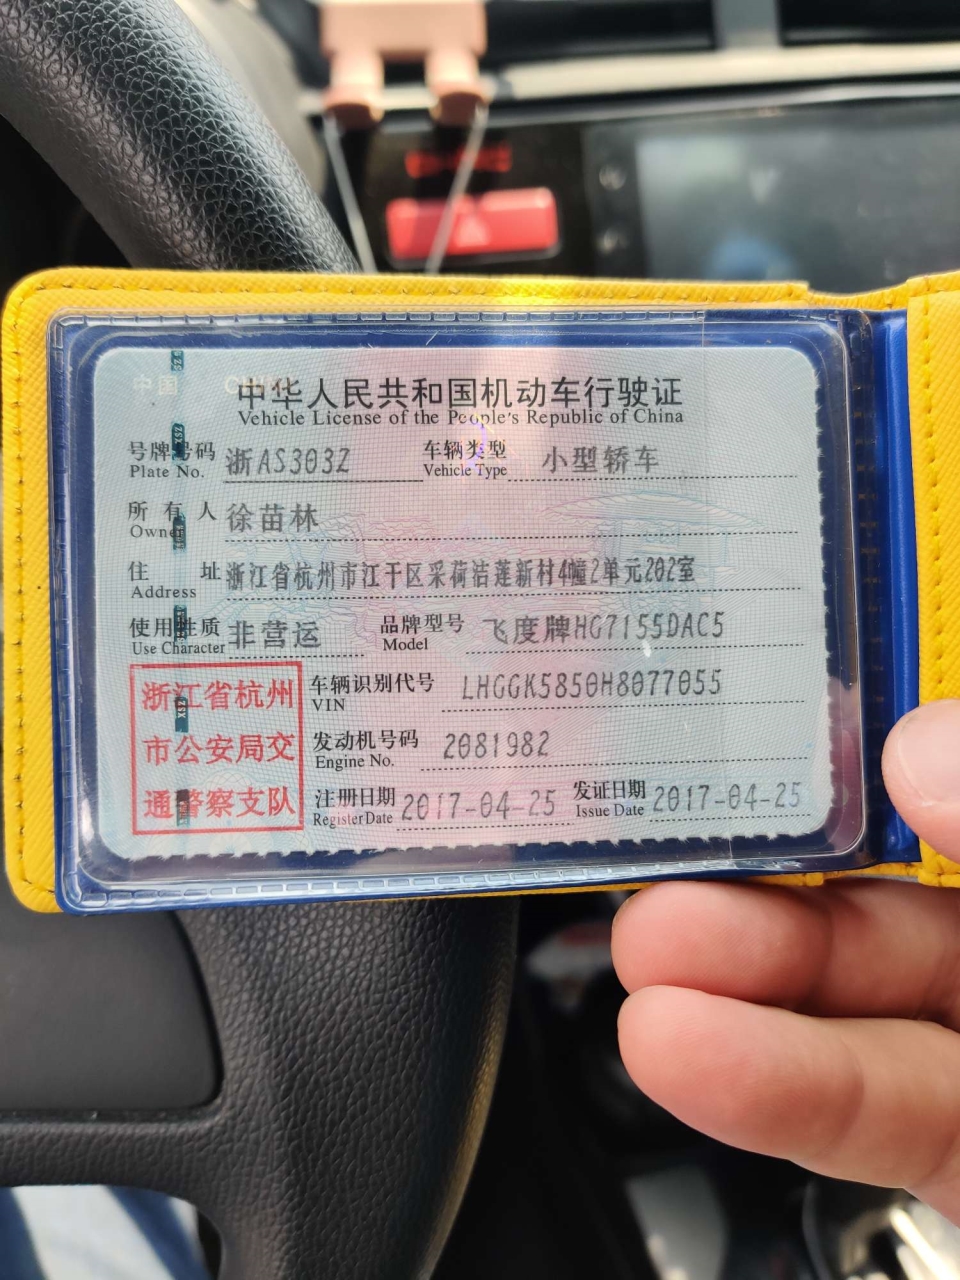 中华人民共和国机动车行驶证
Vehicle License of the People's Republic of China
号牌号码 浙AS303Z 车辆类型 小型轿车
Plate No. Vehicle Type
所有人 徐苗林
Owner
住址 浙江省杭州市江干区采荷洁莲新村4幢2单元202室
Address
使用性质 非营运 品牌型号 飞度牌HG7155DAC5
Use Character Model
浙江省杭州
市公安局交
通警察支队
车辆识别代号 LHGGK5850H8077055
VIN
发动机号码 2081982
Engine No.
注册日期 2017-04-25 发证日期 2017-04-25
Register Date Issue Date